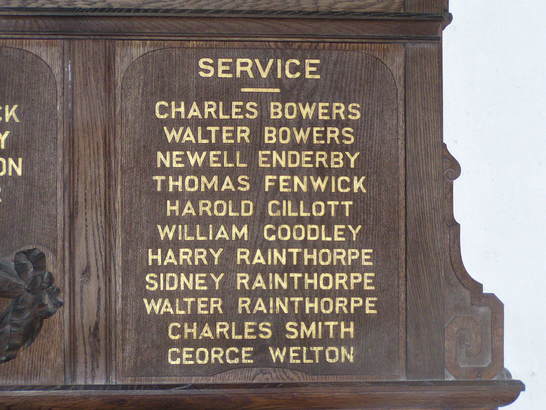 SERVICE
CHARLES BOWERS
WALTER BOWERS
NEWELL ENDERBY
THOMAS FENWICK
HAROLD GILLOTT
WILLIAM GOODLEY
HARRY RAINTHORPE
SIDNEY RAINTHORPE
WALTER RAINTHORPE
CHARLES SMITH
GEORGE WELTON